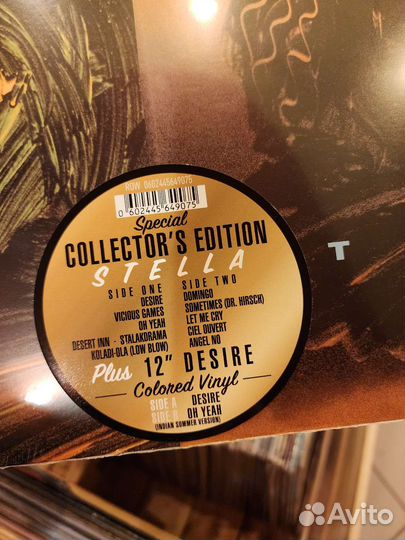 ROW 0602445649075
0 602445 649075
Special
COLLECTOR'S EDITION
STELLA
SIDE ONE
DESIRE
VICIOUS GAMES
OH YEAH
DESERT INN - STALAKDRAMA
KOLADI-OLA (LOW BLOW)
SIDE TWO
DOMINGO
SOMETIMES (DR. HIRSCH)
LET ME CRY
CIEL OUVERT
ANGEL NO
Plus 12" DESIRE
Colored Vinyl
SIDE A DESIRE
SIDE B OH YEAH
(INDIAN SUMMER VERSION)
T
Avito